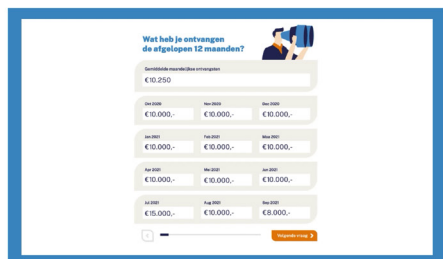 Wat heb je ontvangen
de afgelopen 12 maanden?
Gemiddelde maandelijkse ontvangsten
€10.250
Okt 2020 Nov 2020 Dec 2020
€10.000,- €10.000,- €10.000,-
Jan 2021 Feb 2021 Maa 2021
€10.000,- €10.000,- €10.000,-
Apr 2021 Mei 2021 Jun 2021
€10.000,- €10.000,- €10.000,-
Jul 2021 Aug 2021 Sep 2021
€15.000,- €10.000,- €8.000,-
Volgende vraag